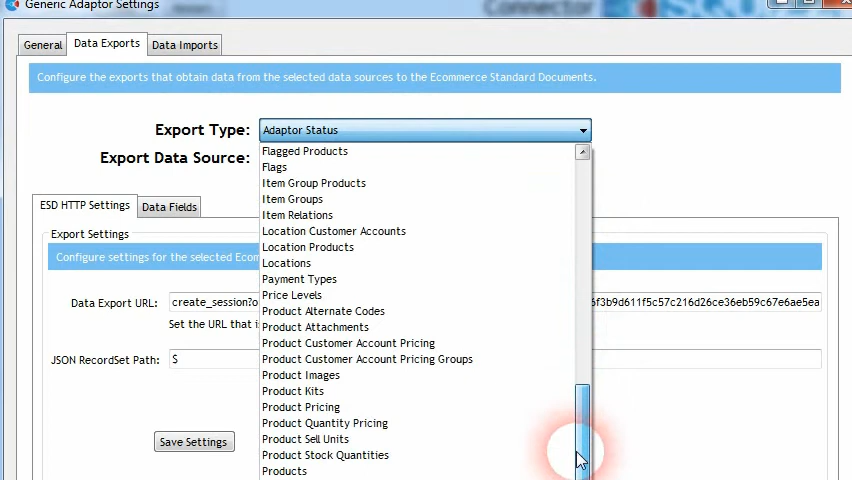 Generic Adaptor Settings
Connector
General
Data Exports
Data Imports
Configure the exports that obtain data from the selected data sources to the Ecommerce Standard Documents.
Export Type:
Adaptor Status
Export Data Source:
Flagged Products
Flags
Item Group Products
Item Groups
Item Relations
Location Customer Accounts
Location Products
Locations
Payment Types
Price Levels
Product Alternate Codes
Product Attachments
Product Customer Account Pricing
Product Customer Account Pricing Groups
Product Images
Product Kits
Product Pricing
Product Quantity Pricing
Product Sell Units
Product Stock Quantities
Products
ESD HTTP Settings
Data Fields
Export Settings
Configure settings for the selected Ecom
Data Export URL:
create_session?o
6f3b9d611f5c57c216d26ce36eb59c67e6ae5ea
Set the URL that i
JSON RecordSet Path:
$
Save Settings